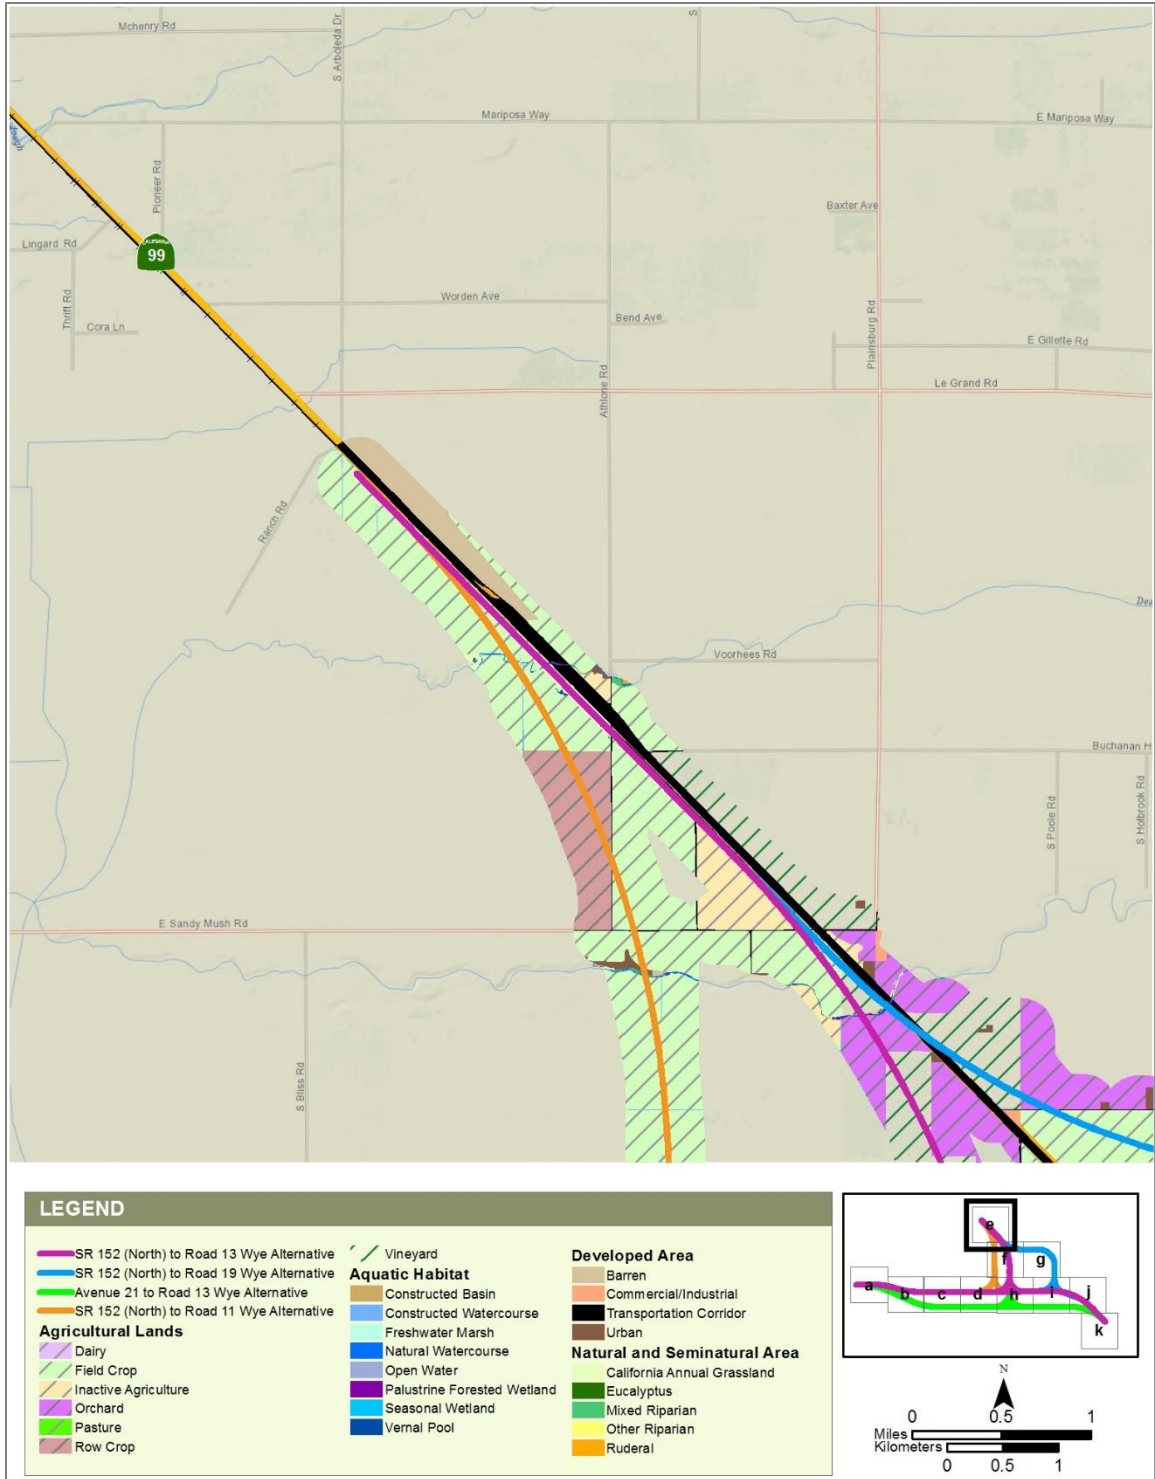 Mchenry Rd
S Arboleda Dr
S
Mariposa Way
E Mariposa Way
Pioneer Rd
Baxter Ave
Lingard Rd
CALIFORNIA
99
Thrift Rd
Worden Ave
Cora Ln
Bend Ave
Plainsburg Rd
E Gillette Rd
Athlone Rd
Le Grand Rd
Ranch Rd
Dea
Voorhees Rd
Buchanan H
S Poole Rd
S Holbrook Rd
E Sandy Mush Rd
S Bliss Rd
LEGEND
SR 152 (North) to Road 13 Wye Alternative
SR 152 (North) to Road 19 Wye Alternative
Avenue 21 to Road 13 Wye Alternative
SR 152 (North) to Road 11 Wye Alternative
Agricultural Lands
Dairy
Field Crop
Inactive Agriculture
Orchard
Pasture
Row Crop
Vineyard
Aquatic Habitat
Constructed Basin
Constructed Watercourse
Freshwater Marsh
Natural Watercourse
Open Water
Palustrine Forested Wetland
Seasonal Wetland
Vernal Pool
Developed Area
Barren
Commercial/Industrial
Transportation Corridor
Urban
Natural and Seminatural Area
California Annual Grassland
Eucalyptus
Mixed Riparian
Other Riparian
Ruderal
e
f
g
a
b
c
d
h
i
j
k
N
0 0.5 1
Miles
Kilometers
0 0.5 1